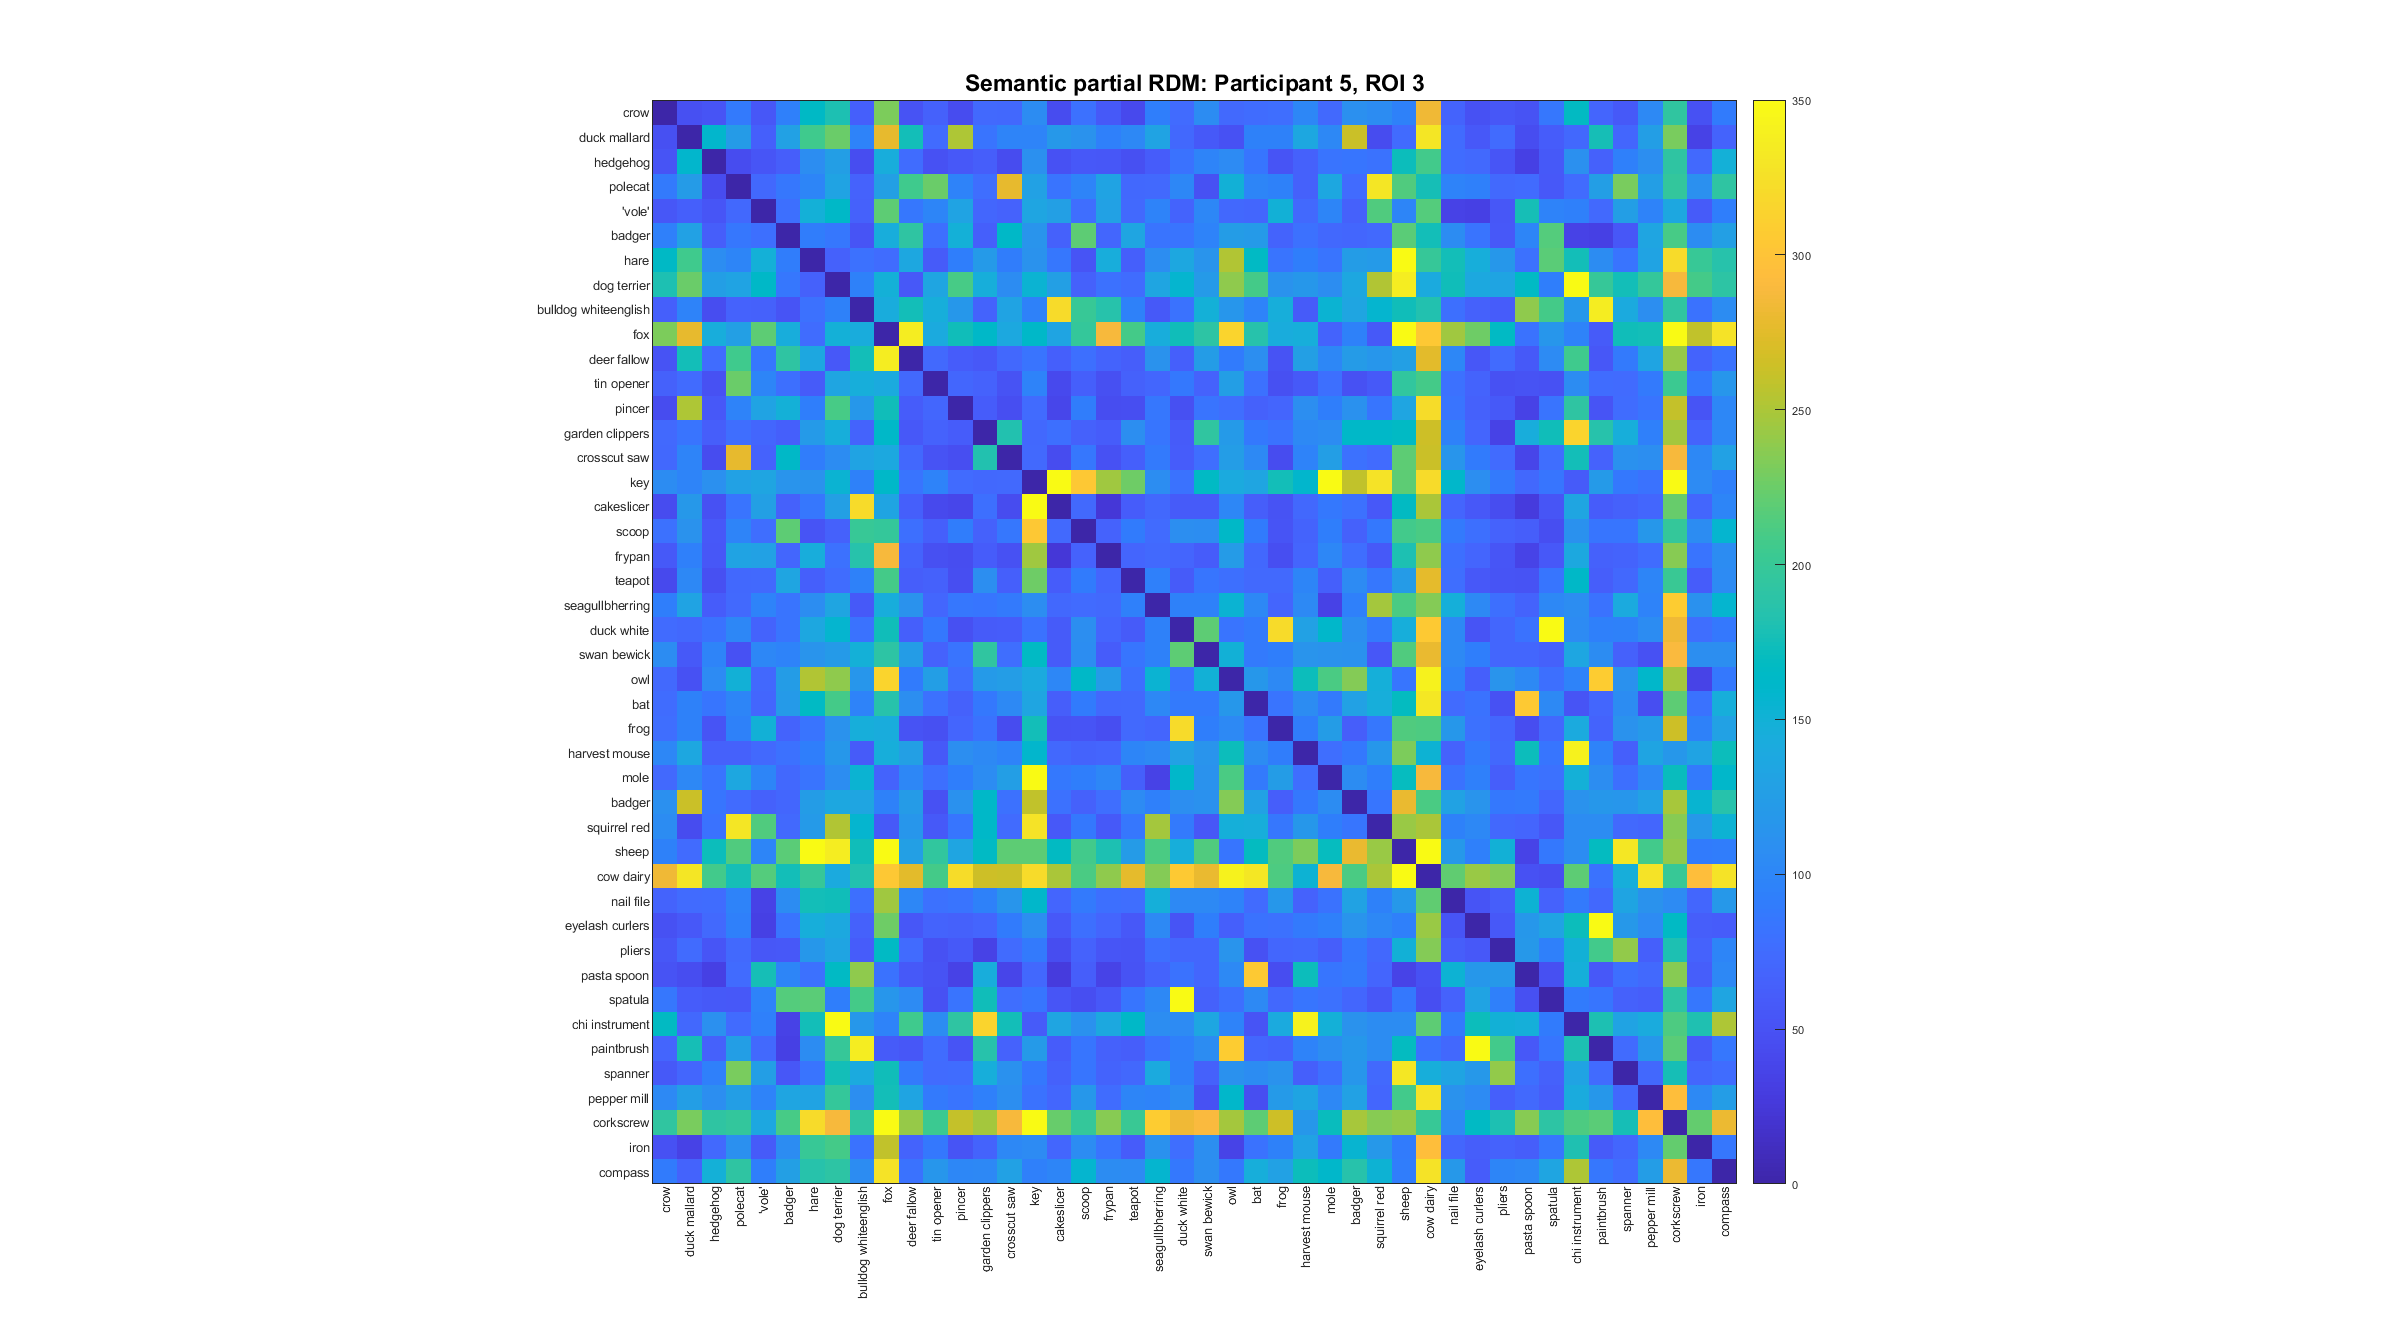 Semantic partial RDM: Participant 5, ROI 3
crow
duck mallard
hedgehog
polecat
'vole'
badger
hare
dog terrier
bulldog whiteenglish
fox
deer fallow
tin opener
pincer
garden clippers
crosscut saw
key
cakeslicer
scoop
frypan
teapot
seagullbherring
duck white
swan bewick
owl
bat
frog
harvest mouse
mole
badger
squirrel red
sheep
cow dairy
nail file
eyelash curlers
pliers
pasta spoon
spatula
chi instrument
paintbrush
spanner
pepper mill
corkscrew
iron
compass
crow
duck mallard
hedgehog
polecat
'vole'
badger
hare
dog terrier
bulldog whiteenglish
fox
deer fallow
tin opener
pincer
garden clippers
crosscut saw
key
cakeslicer
scoop
frypan
teapot
seagullbherring
duck white
swan bewick
owl
bat
frog
harvest mouse
mole
badger
squirrel red
sheep
cow dairy
nail file
eyelash curlers
pliers
pasta spoon
spatula
chi instrument
paintbrush
spanner
pepper mill
corkscrew
iron
compass
350
300
250
200
150
100
50
0